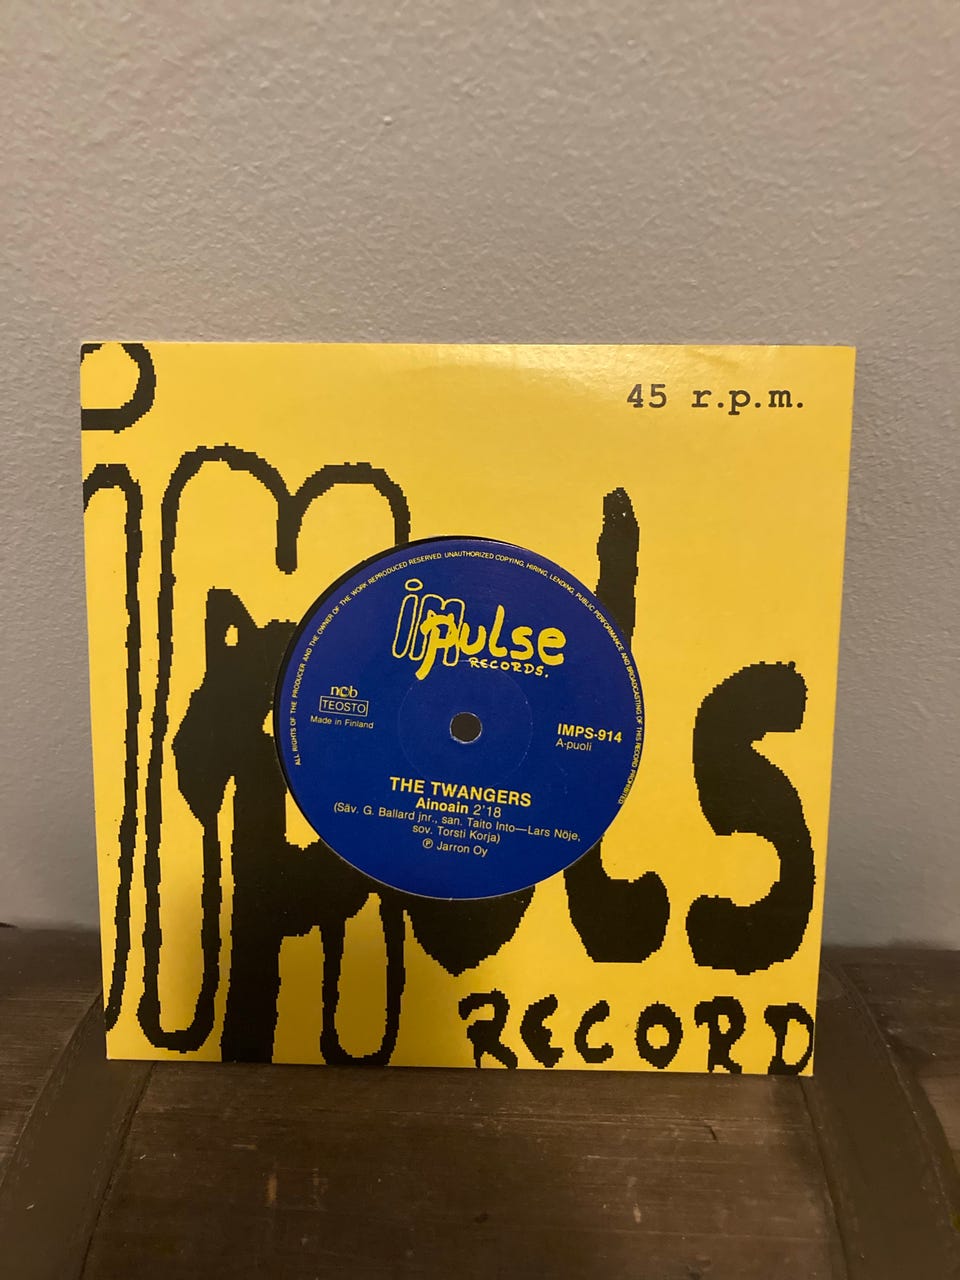 45 r.p.m.
impuls
RECORD
ALL RIGHTS OF THE PRODUCER AND THE OWNER OF THE WORK REPRODUCED RESERVED. UNAUTHORIZED COPYING, HIRING, LENDING, PUBLIC PERFORMANCE AND BROADCASTING OF THIS RECORD PROHIBITED.
impulse
RECORDS.
ncb
TEOSTO
Made in Finland
IMPS-914
A-puoli
THE TWANGERS
Ainoain 2'18
(Säv. G. Ballard jnr., san. Taito Into—Lars Nöje,
sov. Torsti Korja)
Ⓟ Jarron Oy